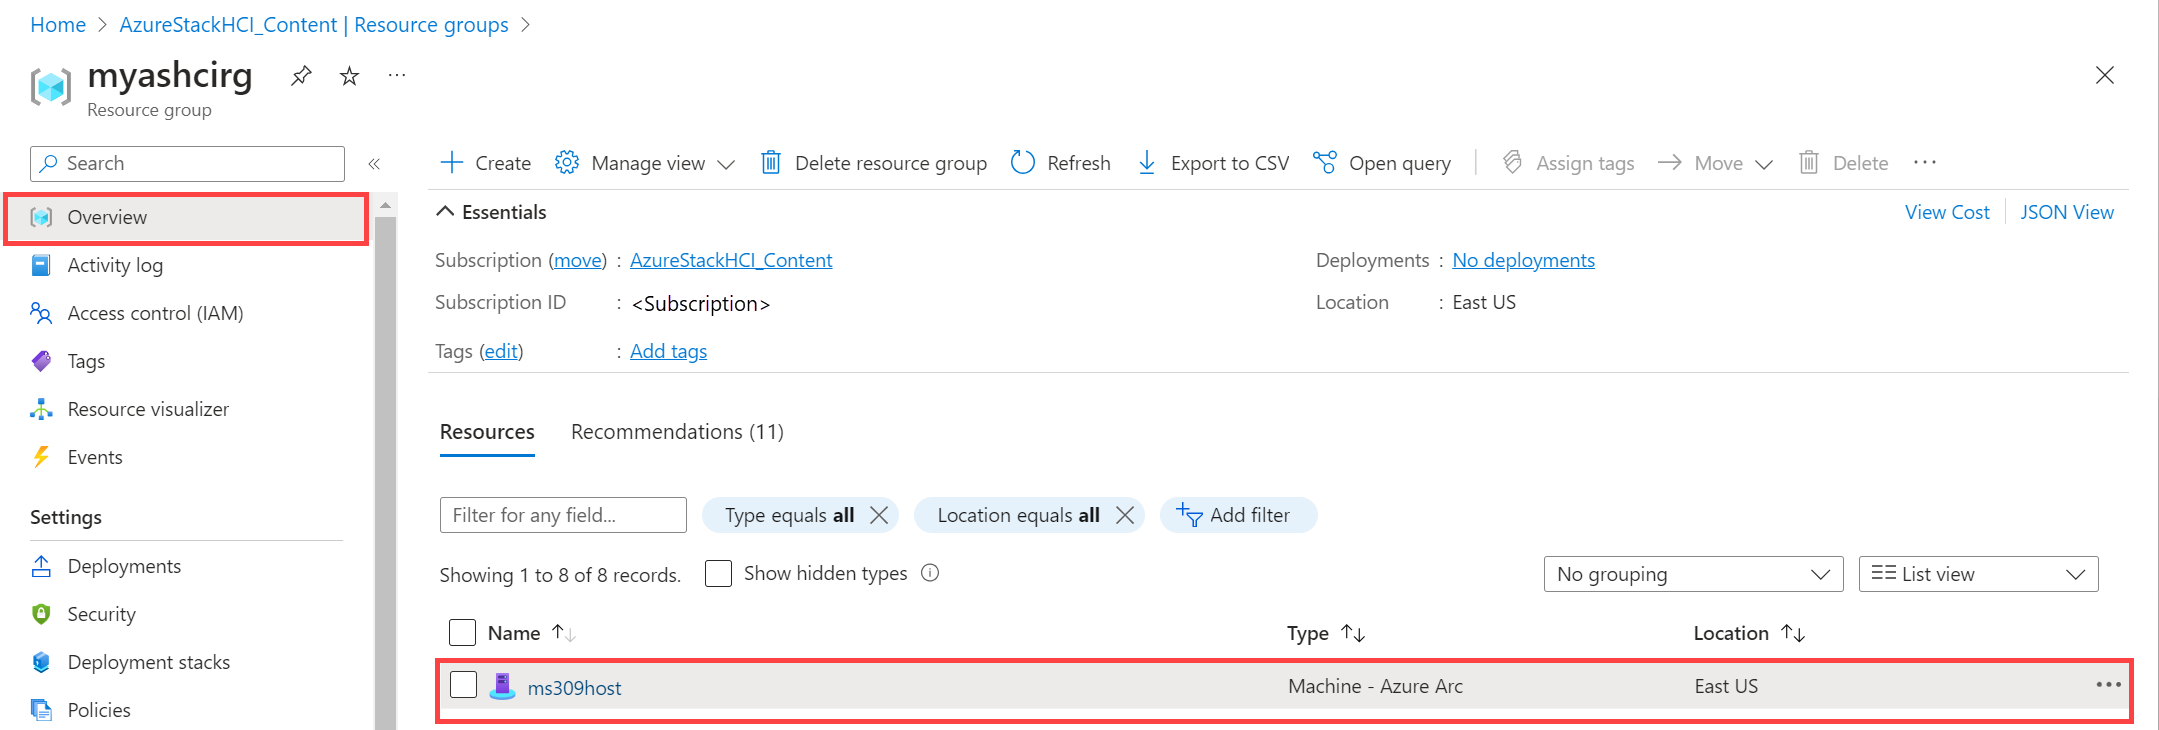 Home > AzureStackHCI_Content | Resource groups >
myashcirg
Resource group
Search
Create Manage view Delete resource group Refresh Export to CSV Open query Assign tags Move Delete
Overview
Activity log
Access control (IAM)
Tags
Resource visualizer
Events
Settings
Deployments
Security
Deployment stacks
Policies
Essentials
View Cost JSON View
Subscription (move) : AzureStackHCI_Content
Deployments : No deployments
Subscription ID : <Subscription>
Location : East US
Tags (edit) : Add tags
Resources Recommendations (11)
Filter for any field... Type equals all Location equals all Add filter
Showing 1 to 8 of 8 records. Show hidden types No grouping List view
Name Type Location
ms309host Machine - Azure Arc East US